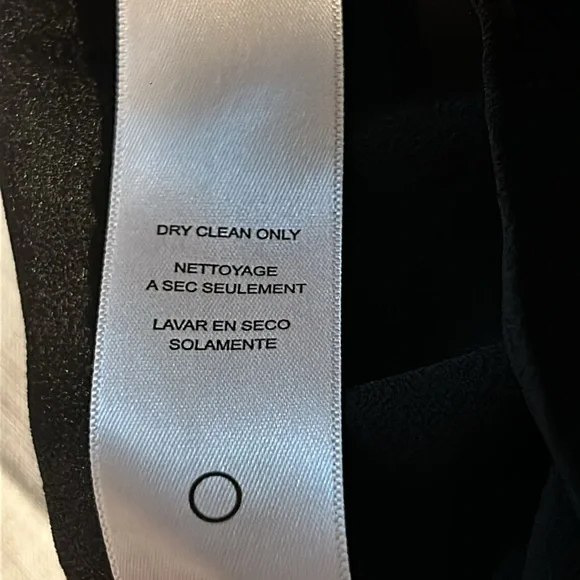 DRY CLEAN ONLY
NETTOYAGE
A SEC SEULEMENT
LAVAR EN SECO
SOLAMENTE